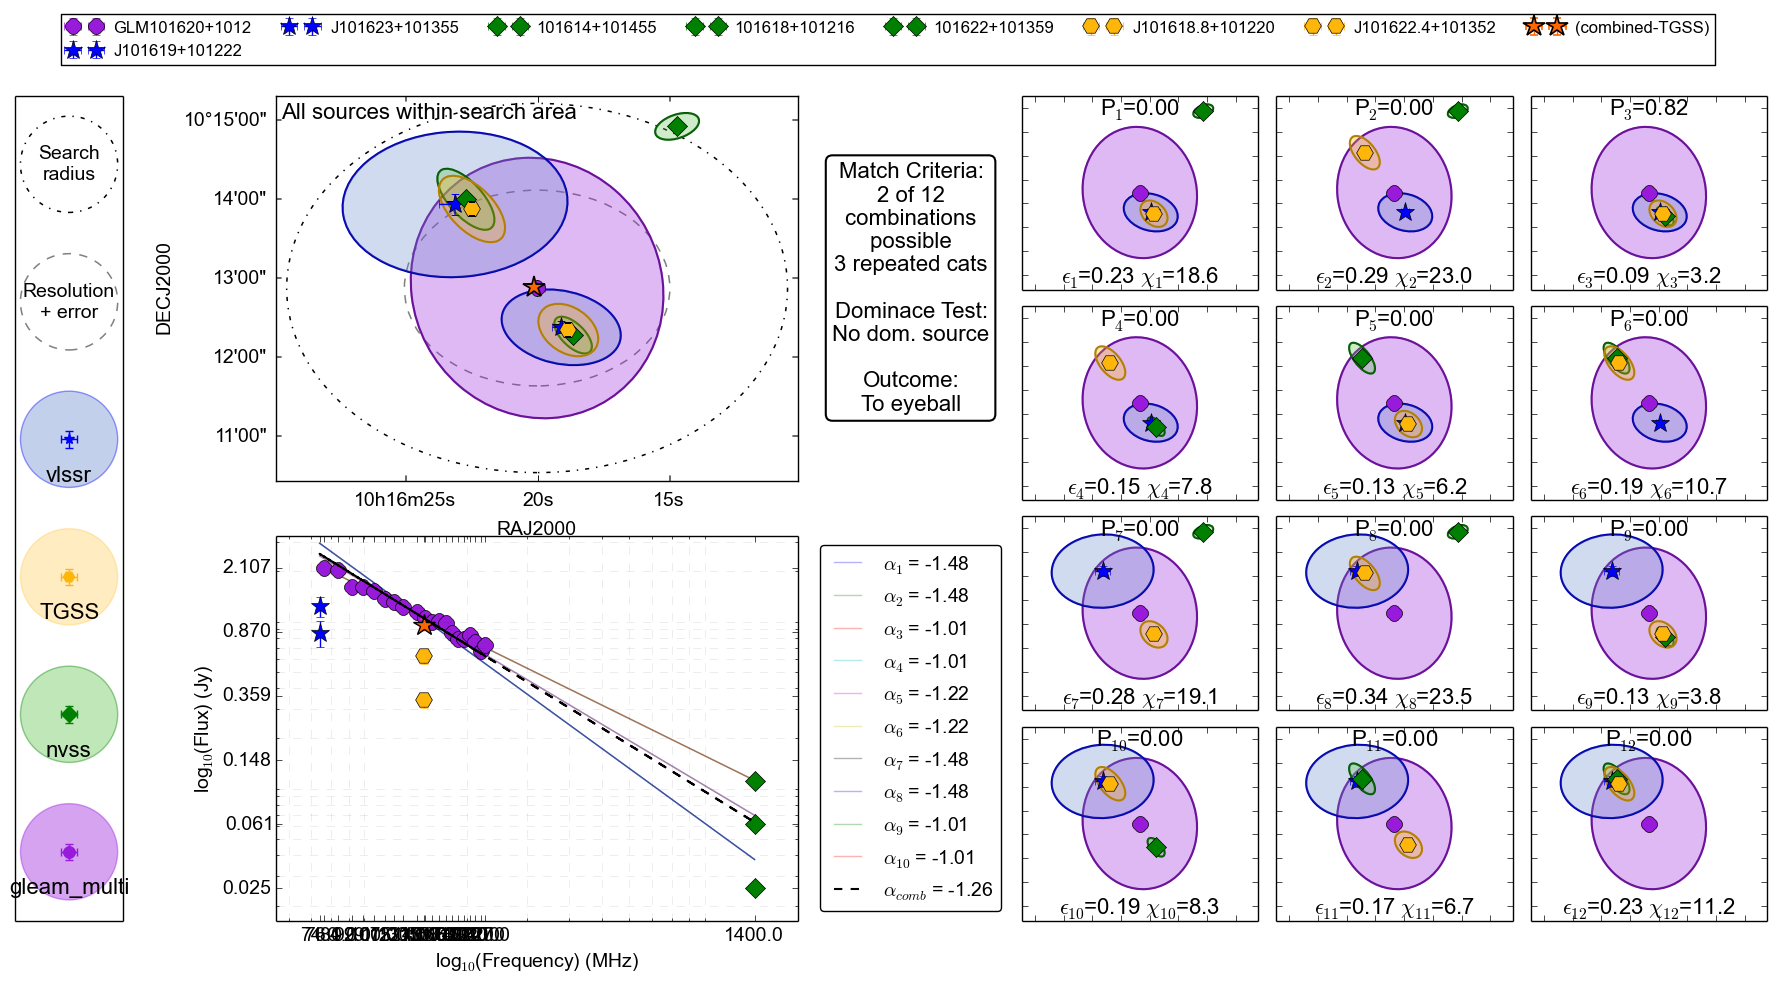 GLM101620+1012 J101623+101355 101614+101455 101618+101216 101622+101359 J101618.8+101220 J101622.4+101352 (combined-TGSS)
J101619+101222
Search
radius
Resolution
+ error
vlssr
TGSS
nvss
gleam_multi
All sources within search area
10°15'00"
14'00"
13'00"
12'00"
11'00"
DECJ2000
10h16m25s 20s 15s
RAJ2000
Match Criteria:
2 of 12
combinations
possible
3 repeated cats
Dominace Test:
No dom. source
Outcome:
To eyeball
2.107
0.870
0.359
0.148
0.061
0.025
log10(Flux) (Jy)
1400.0
log10(Frequency) (MHz)
α1 = -1.48
α2 = -1.48
α3 = -1.01
α4 = -1.01
α5 = -1.22
α6 = -1.22
α7 = -1.48
α8 = -1.48
α9 = -1.01
α10 = -1.01
αcomb = -1.26
P1=0.00
ϵ1=0.23 χ1=18.6
P2=0.00
ϵ2=0.29 χ2=23.0
P3=0.82
ϵ3=0.09 χ3=3.2
P4=0.00
ϵ4=0.15 χ4=7.8
P5=0.00
ϵ5=0.13 χ5=6.2
P6=0.00
ϵ6=0.19 χ6=10.7
P7=0.00
ϵ7=0.28 χ7=19.1
P8=0.00
ϵ8=0.34 χ8=23.5
P9=0.00
ϵ9=0.13 χ9=3.8
P10=0.00
ϵ10=0.19 χ10=8.3
P11=0.00
ϵ11=0.17 χ11=6.7
P12=0.00
ϵ12=0.23 χ12=11.2